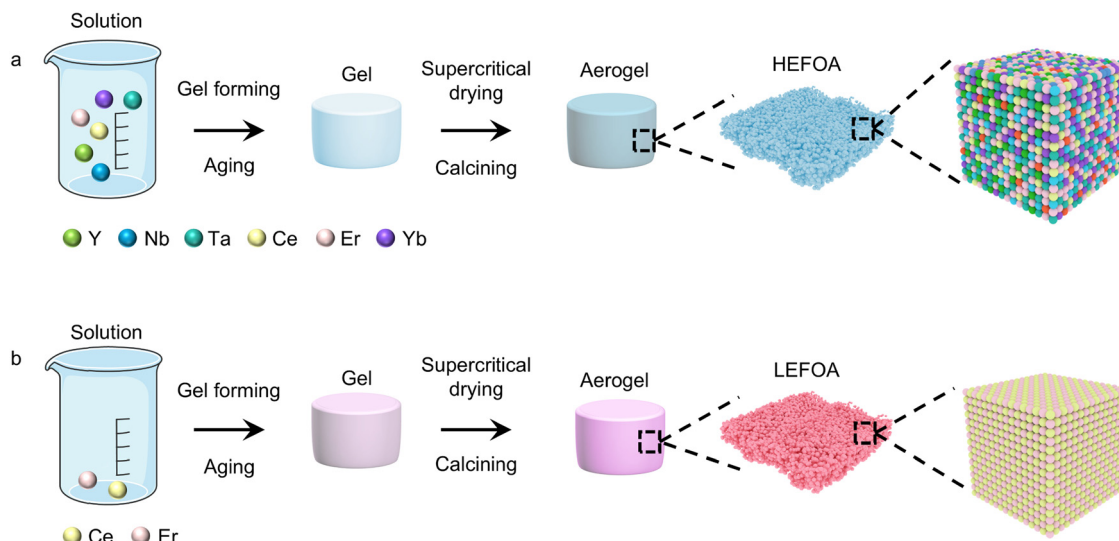 Solution
a
Gel forming
Aging
Gel
Supercritical
drying
Calcining
Aerogel
HEFOA
Y Nb Ta Ce Er Yb
Solution
b
Gel forming
Aging
Gel
Supercritical
drying
Calcining
Aerogel
LEFOA
Ce Er